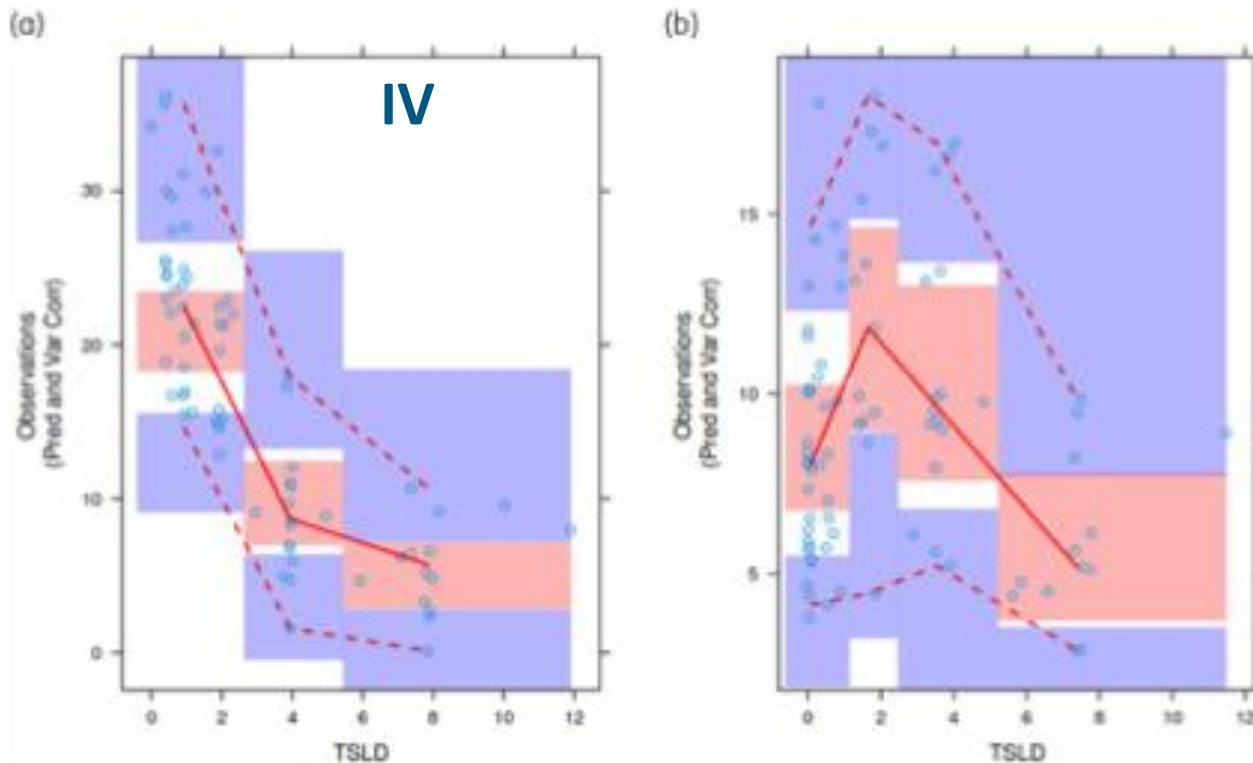 (a)
(b)
IV
30
20
10
0
Observations
(Pred and Var Corr)
0 2 4 6 8 10 12
TSLD
15
10
5
Observations
(Pred and Var Corr)
0 2 4 6 8 10 12
TSLD